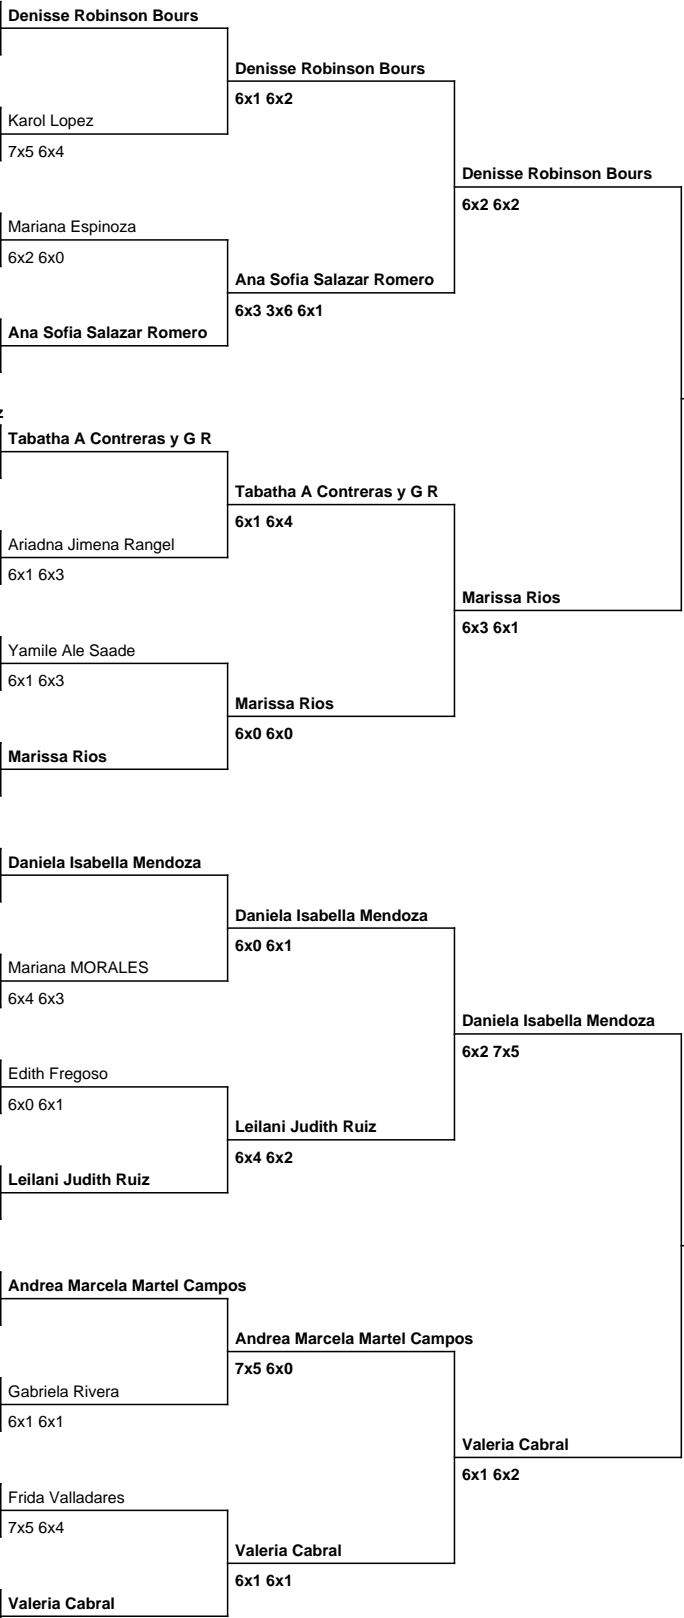 Denisse Robinson Bours
Denisse Robinson Bours
6x1 6x2
Karol Lopez
7x5 6x4
Denisse Robinson Bours
6x2 6x2
Mariana Espinoza
6x2 6x0
Ana Sofia Salazar Romero
6x3 3x6 6x1
Ana Sofia Salazar Romero
z
Tabatha A Contreras y G R
Tabatha A Contreras y G R
6x1 6x4
Ariadna Jimena Rangel
6x1 6x3
Marissa Rios
6x3 6x1
Yamile Ale Saade
6x1 6x3
Marissa Rios
6x0 6x0
Marissa Rios
Daniela Isabella Mendoza
Daniela Isabella Mendoza
6x0 6x1
Mariana MORALES
6x4 6x3
Daniela Isabella Mendoza
6x2 7x5
Edith Fregoso
6x0 6x1
Leilani Judith Ruiz
6x4 6x2
Leilani Judith Ruiz
Andrea Marcela Martel Campos
Andrea Marcela Martel Campos
7x5 6x0
Gabriela Rivera
6x1 6x1
Valeria Cabral
6x1 6x2
Frida Valladares
7x5 6x4
Valeria Cabral
6x1 6x1
Valeria Cabral